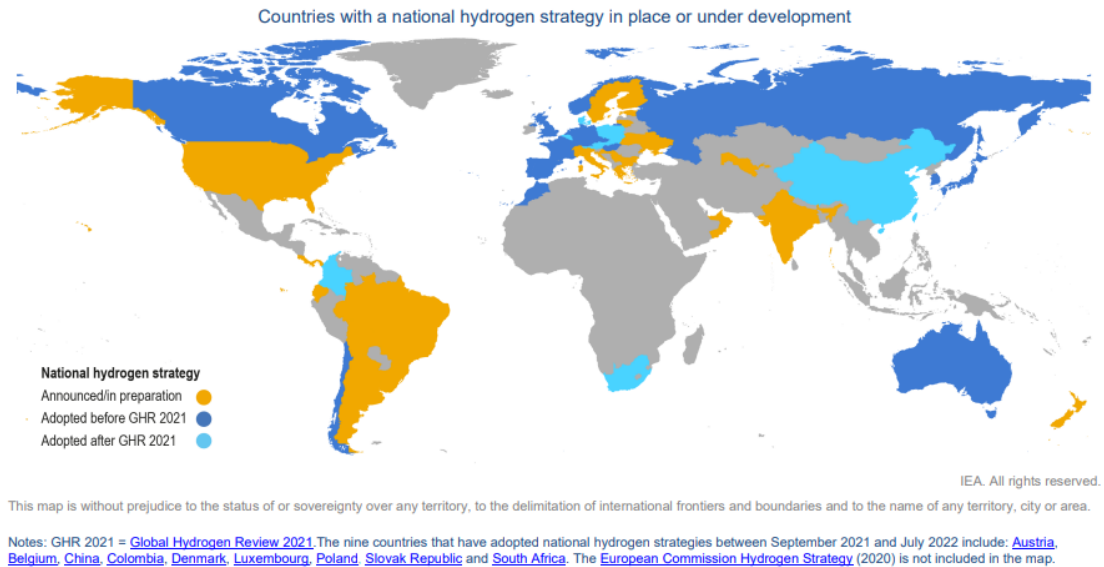 Countries with a national hydrogen strategy in place or under development
National hydrogen strategy
Announced/in preparation
Adopted before GHR 2021
Adopted after GHR 2021
IEA. All rights reserved.
This map is without prejudice to the status of or sovereignty over any territory, to the delimitation of international frontiers and boundaries and to the name of any territory, city or area.
Notes: GHR 2021 = Global Hydrogen Review 2021.The nine countries that have adopted national hydrogen strategies between September 2021 and July 2022 include: Austria,
Belgium, China, Colombia, Denmark, Luxembourg, Poland, Slovak Republic and South Africa. The European Commission Hydrogen Strategy (2020) is not included in the map.